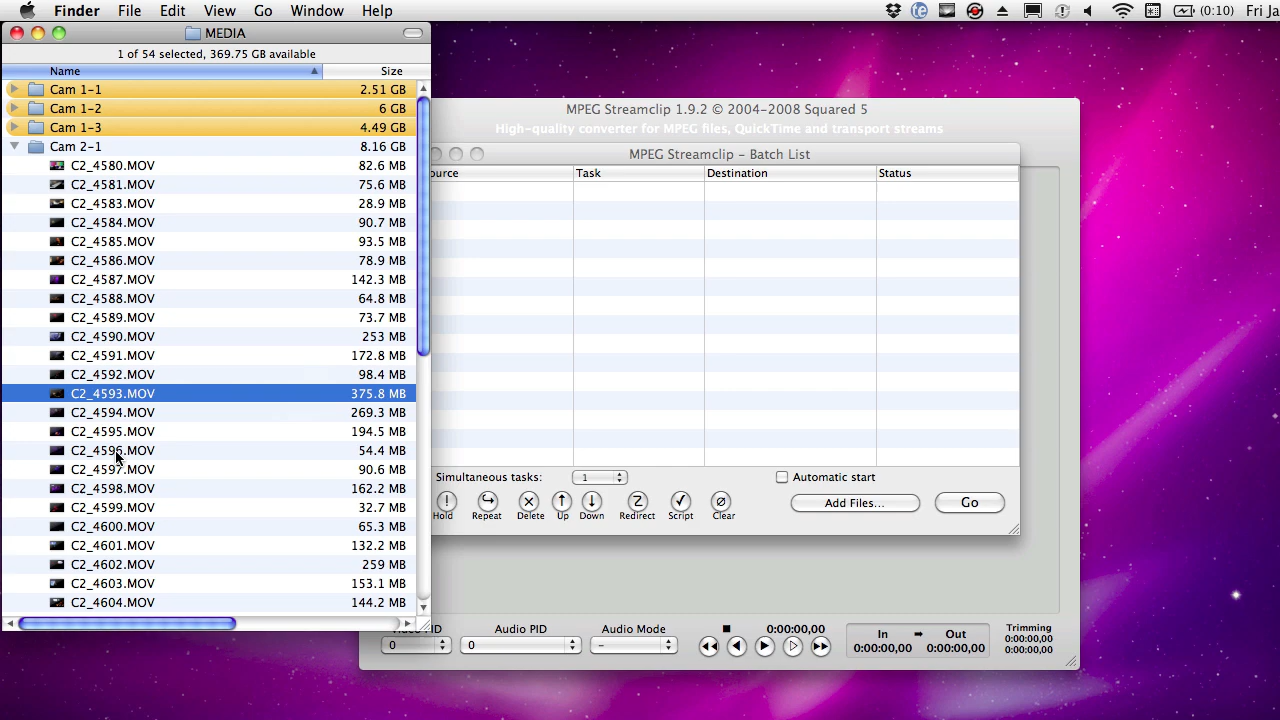 Finder File Edit View Go Window Help (0:10) Fri Ja
MEDIA
1 of 54 selected, 369.75 GB available
Name Size
Cam 1-1 2.51 GB
Cam 1-2 6 GB
Cam 1-3 4.49 GB
Cam 2-1 8.16 GB
C2_4580.MOV 82.6 MB
C2_4581.MOV 75.6 MB
C2_4583.MOV 28.9 MB
C2_4584.MOV 90.7 MB
C2_4585.MOV 93.5 MB
C2_4586.MOV 78.9 MB
C2_4587.MOV 142.3 MB
C2_4588.MOV 64.8 MB
C2_4589.MOV 73.7 MB
C2_4590.MOV 253 MB
C2_4591.MOV 172.8 MB
C2_4592.MOV 98.4 MB
C2_4593.MOV 375.8 MB
C2_4594.MOV 269.3 MB
C2_4595.MOV 194.5 MB
C2_4596.MOV 54.4 MB
C2_4597.MOV 90.6 MB
C2_4598.MOV 162.2 MB
C2_4599.MOV 32.7 MB
C2_4600.MOV 65.3 MB
C2_4601.MOV 132.2 MB
C2_4602.MOV 259 MB
C2_4603.MOV 153.1 MB
C2_4604.MOV 144.2 MB
MPEG Streamclip 1.9.2 © 2004-2008 Squared 5
High-quality converter for MPEG files, QuickTime and transport streams
MPEG Streamclip - Batch List
ource Task Destination Status
Simultaneous tasks: 1 Automatic start
Hold Repeat Delete Up Down Redirect Script Clear Add Files... Go
Audio PID Audio Mode 0:00:00,00 In ➡ Out Trimming
0 0 - 0:00:00,00 0:00:00,00 0:00:00,00
0:00:00,00